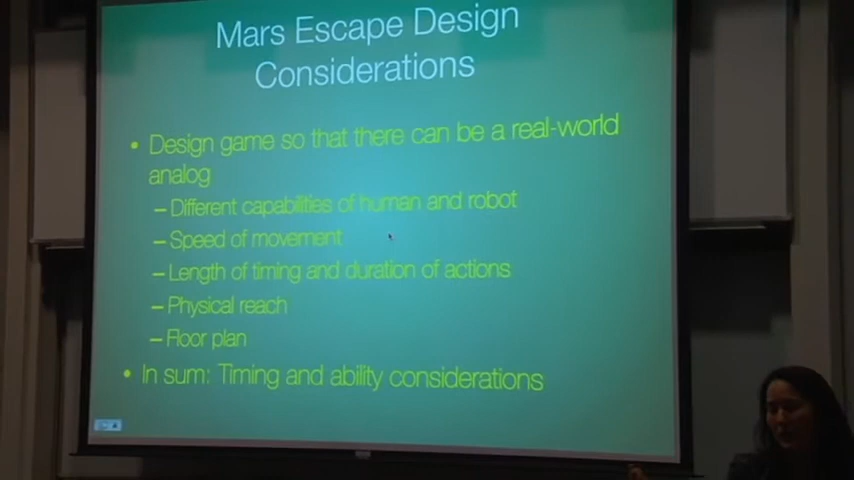 Mars Escape Design
Considerations
• Design game so that there can be a real-world
analog
– Different capabilities of human and robot
– Speed of movement
– Length of timing and duration of actions
– Physical reach
– Floor plan
• In sum: Timing and ability considerations